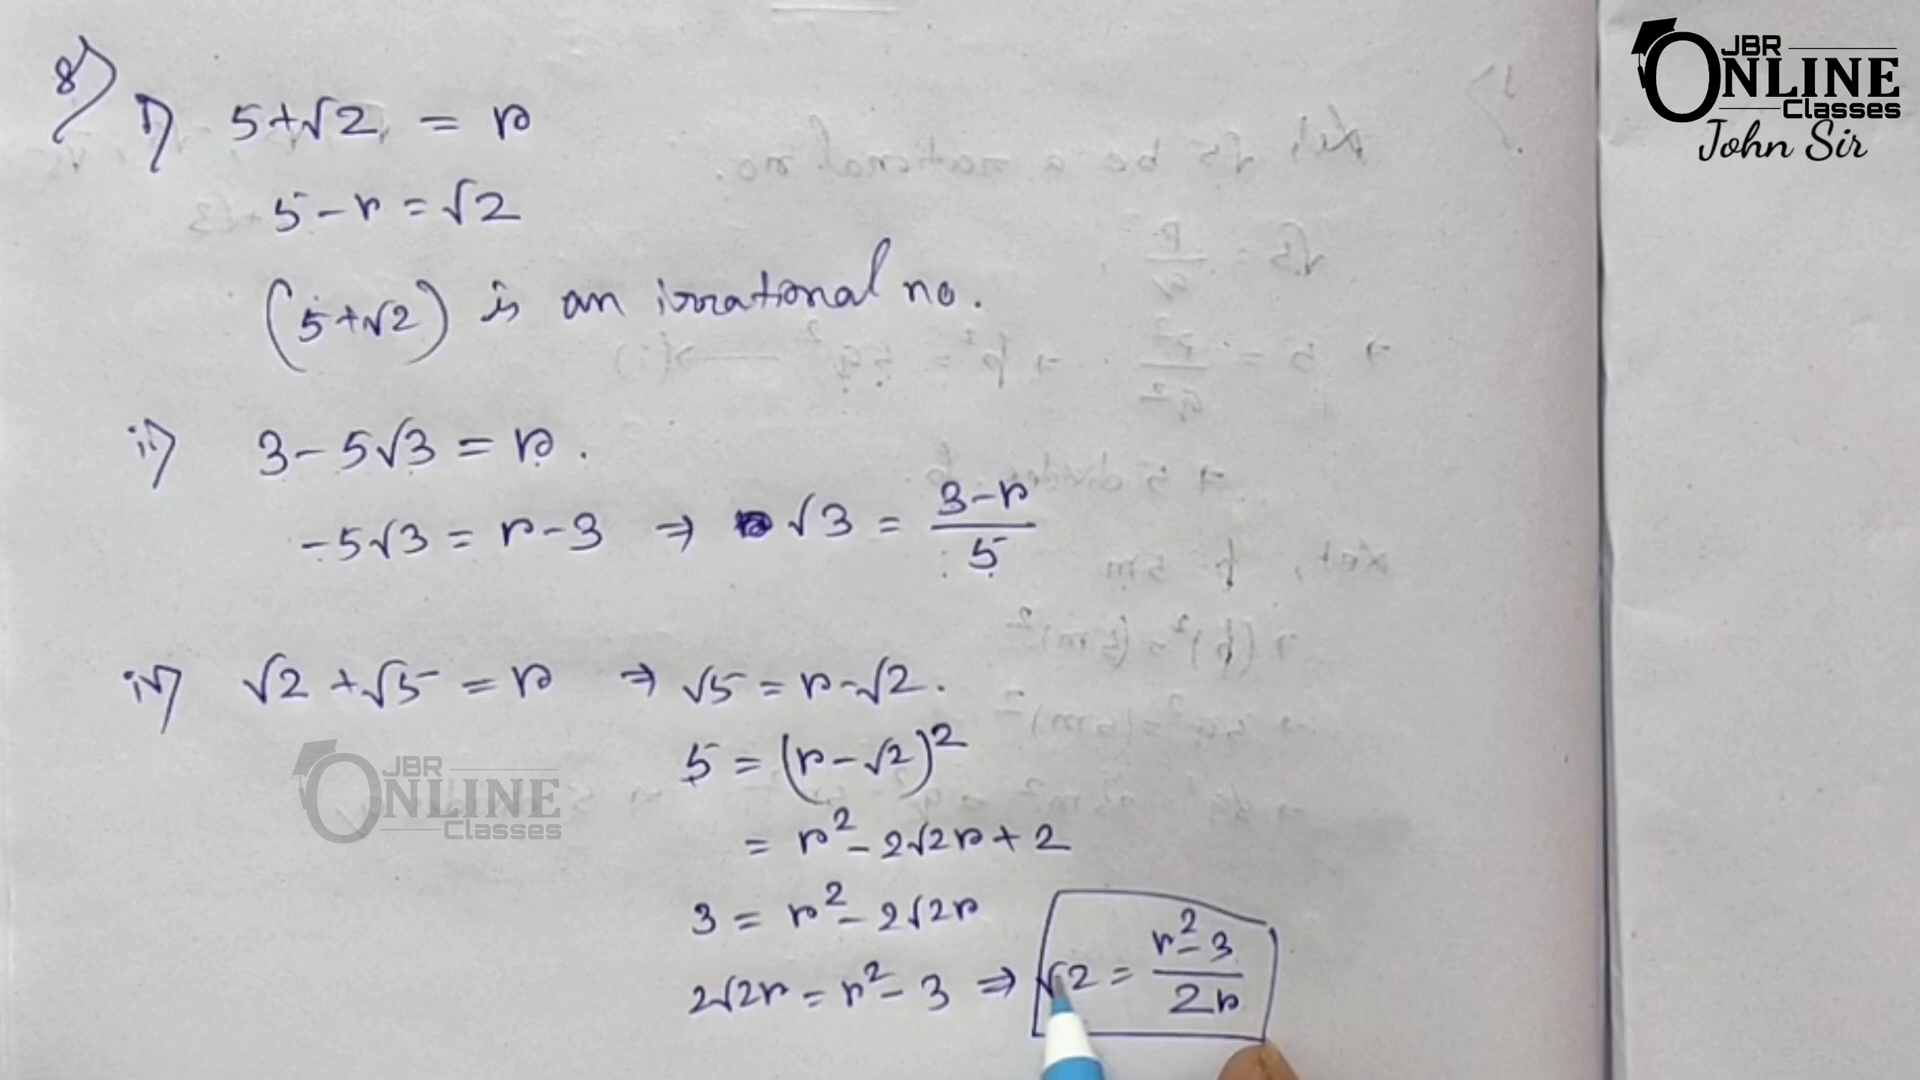 JBR
ONLINE
Classes
John Sir
8) i) 5+√2 = r
5-r = √2
(5+√2) is an irrational no.
ii) 3-5√3 = r.
-5√3 = r-3 ⇒ √3 = (3-r)/5
iv) √2 + √5 = r ⇒ √5 = r-√2.
5 = (r-√2)²
= r² - 2√2r + 2
3 = r² - 2√2r
2√2r = r² - 3 ⇒ √2 = (r²-3)/2r
JBR
ONLINE
Classes